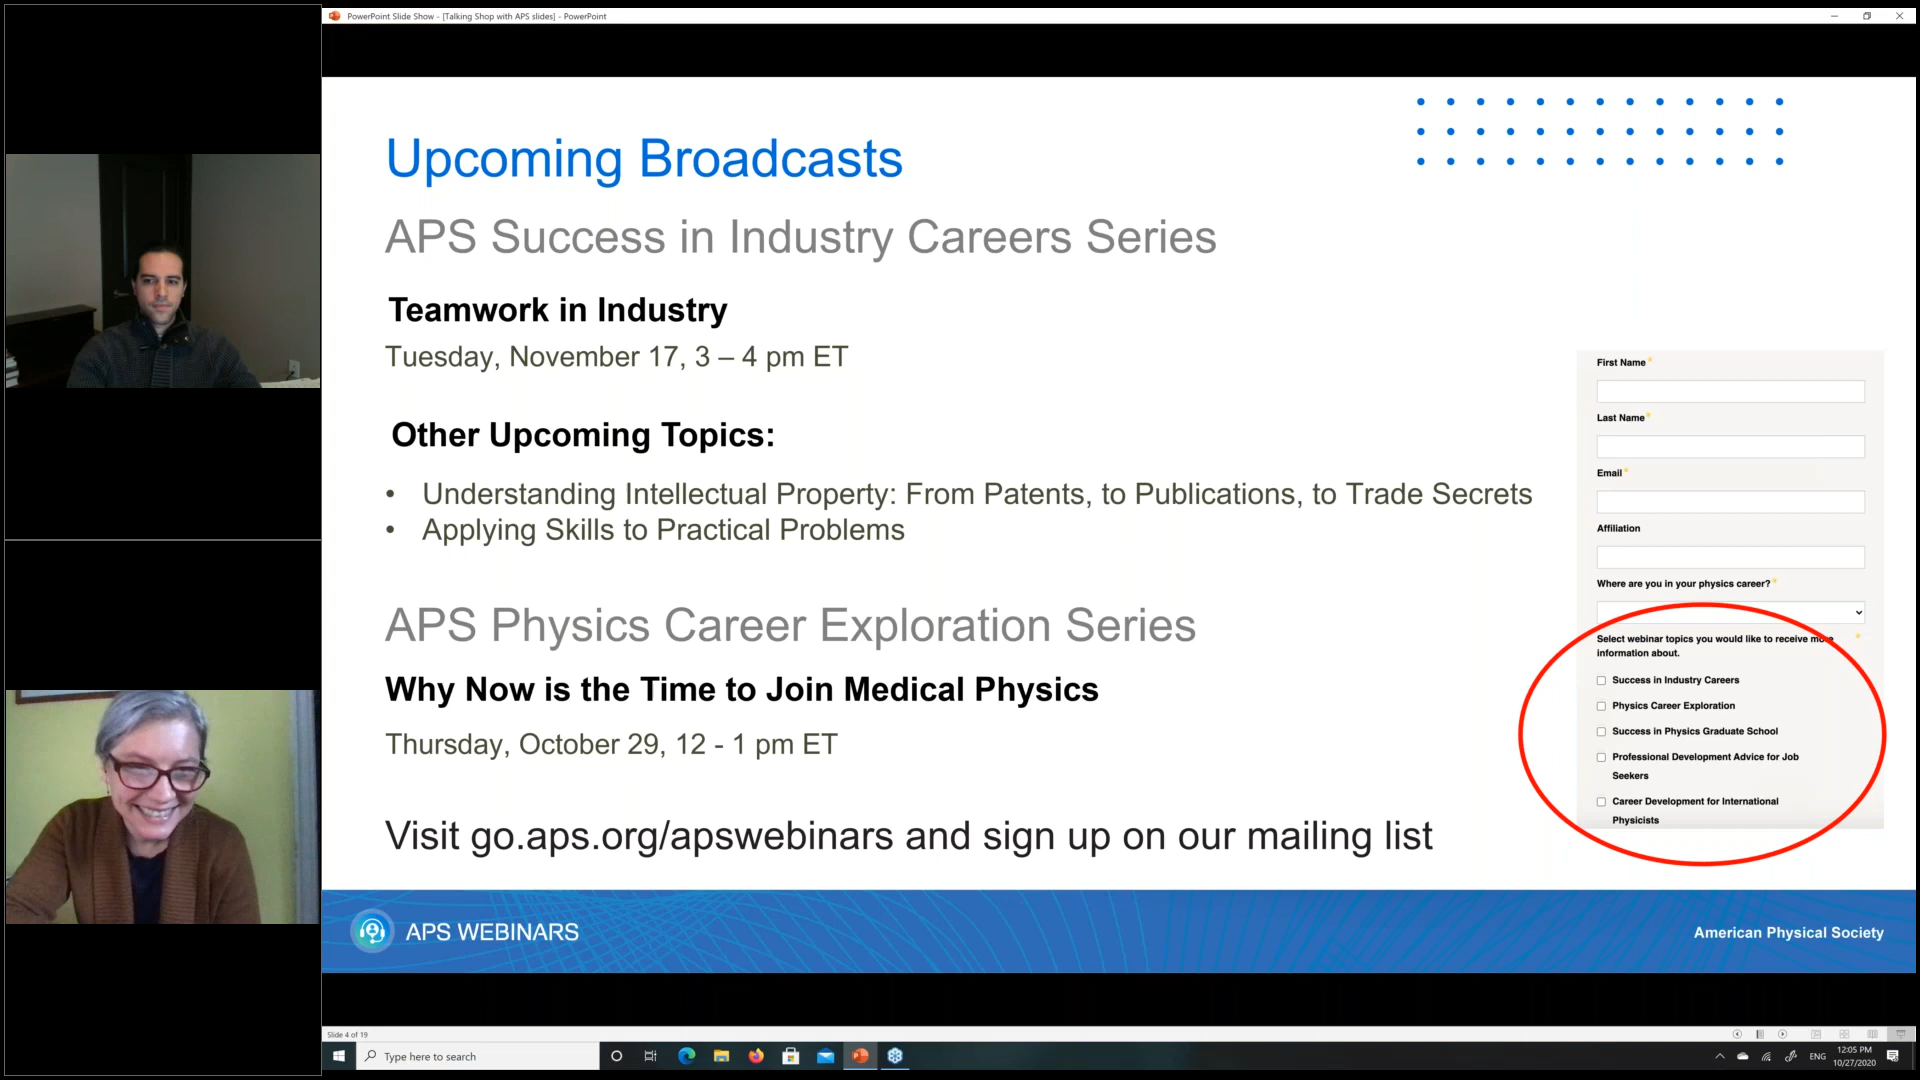 PowerPoint Slide Show - [Talking Shop with APS slides] - PowerPoint
Upcoming Broadcasts
APS Success in Industry Careers Series
Teamwork in Industry
Tuesday, November 17, 3 – 4 pm ET
Other Upcoming Topics:
• Understanding Intellectual Property: From Patents, to Publications, to Trade Secrets
• Applying Skills to Practical Problems
APS Physics Career Exploration Series
Why Now is the Time to Join Medical Physics
Thursday, October 29, 12 - 1 pm ET
Visit go.aps.org/apswebinars and sign up on our mailing list
First Name *
Last Name *
Email *
Affiliation
Where are you in your physics career? *
Select webinar topics you would like to receive more *
information about.
Success in Industry Careers
Physics Career Exploration
Success in Physics Graduate School
Professional Development Advice for Job
Seekers
Career Development for International
Physicists
APS WEBINARS
American Physical Society
Slide 4 of 19
Type here to search
ENG
12:05 PM
10/27/2020